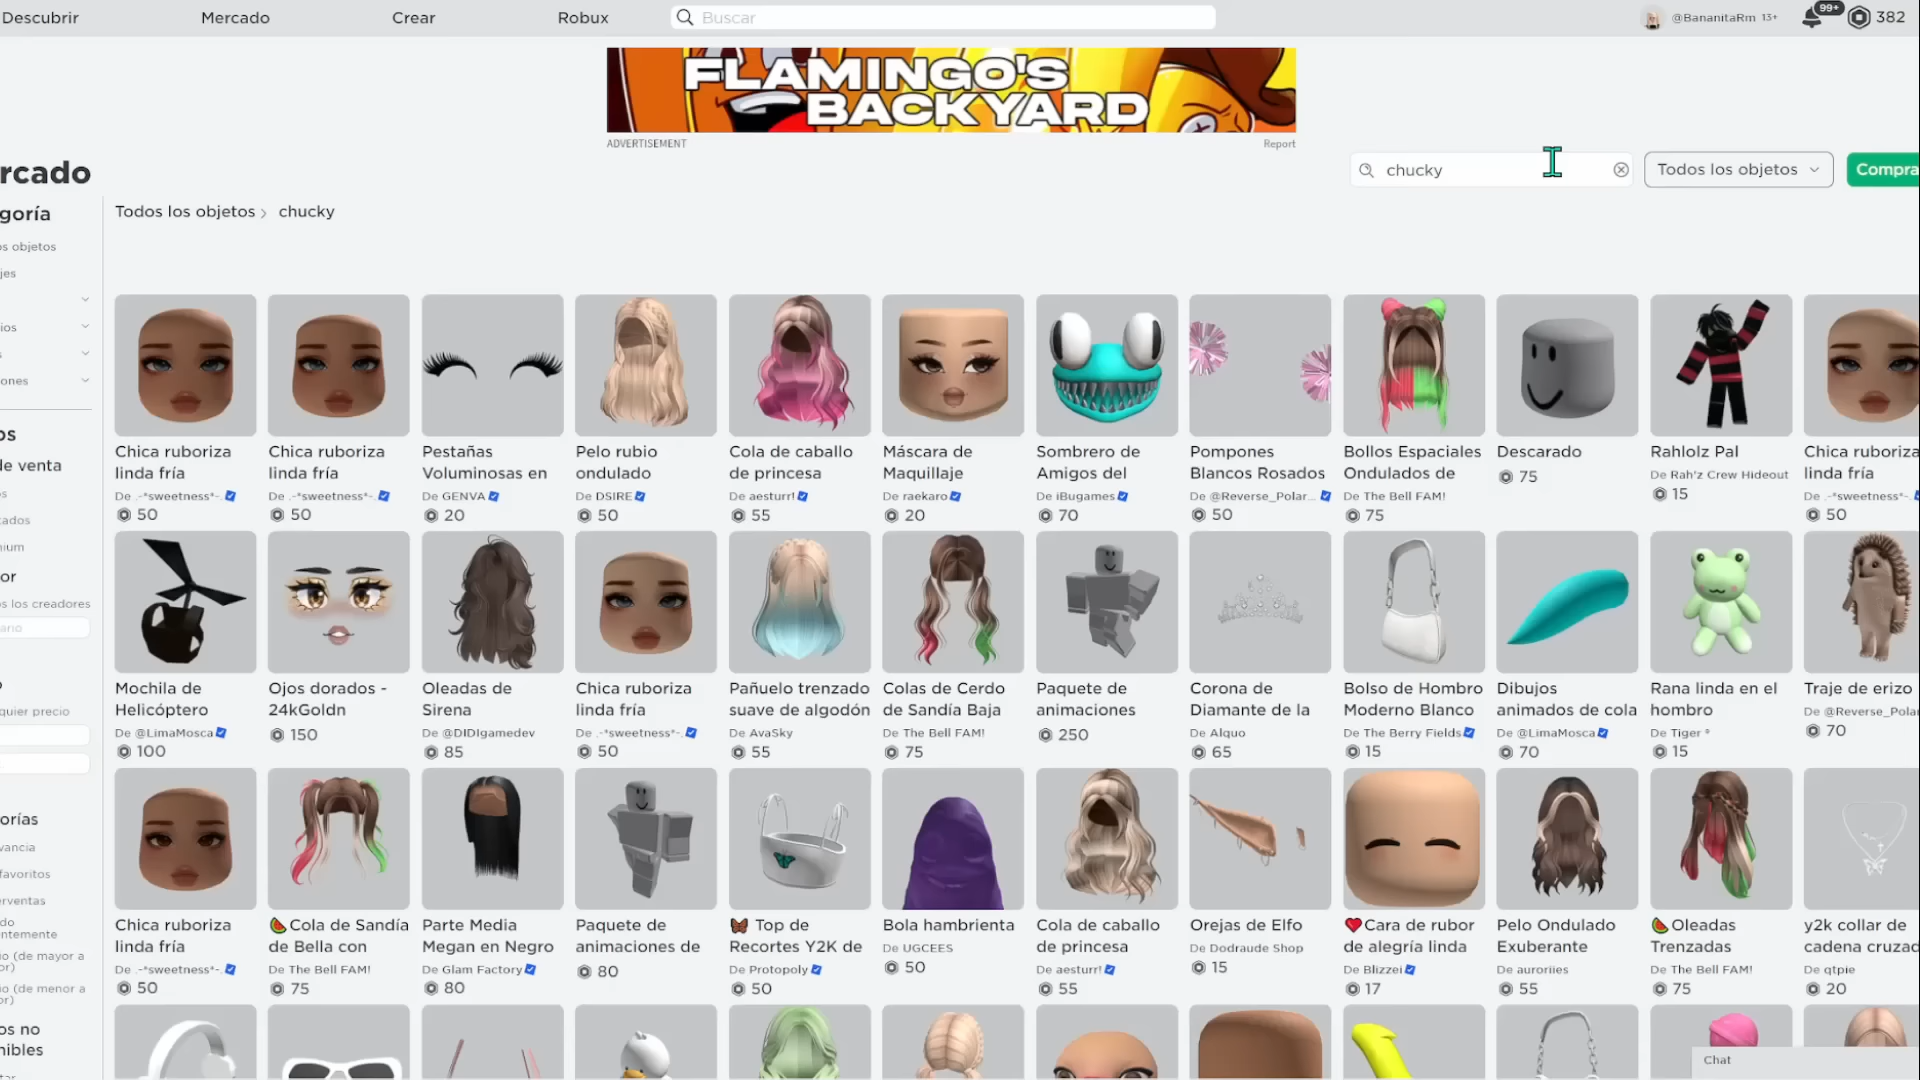 Descubrir Mercado Crear Robux Buscar @BananitaRm 13+ 99+ 382
FLAMINGO'S
BACKYARD
ADVERTISEMENT Report
rcado chucky Todos los objetos Compra
goría Todos los objetos > chucky
os objetos
jes
ios
s
ones
os
de venta
os
tados
nium
or
os los creadores
ario
o
quier precio
orías
vancia
favoritos
erventas
do
ntemente
io (de mayor a
or)
io (de menor a
or)
os no
nibles
tar
Chica ruboriza
linda fría
De .-*sweetness*-.
50
Chica ruboriza
linda fría
De .-*sweetness*-.
50
Pestañas
Voluminosas en
De GENVA
20
Pelo rubio
ondulado
De DSIRE
50
Cola de caballo
de princesa
De aesturr!
55
Máscara de
Maquillaje
De raekaro
20
Sombrero de
Amigos del
De iBugames
70
Pompones
Blancos Rosados
De @Reverse_Polar...
50
Bollos Espaciales
Ondulados de
De The Bell FAM!
75
Descarado
75
Rahlolz Pal
De Rah'z Crew Hideout
15
Chica ruboriza
linda fría
De .-*sweetness*-.
50
Mochila de
Helicóptero
De @LimaMosca
100
Ojos dorados -
24kGoldn
150
Oleadas de
Sirena
De @DIDIgamedev
85
Chica ruboriza
linda fría
De .-*sweetness*-.
50
Pañuelo trenzado
suave de algodón
De AvaSky
55
Colas de Cerdo
de Sandía Baja
De The Bell FAM!
75
Paquete de
animaciones
250
Corona de
Diamante de la
De Alquo
65
Bolso de Hombro
Moderno Blanco
De The Berry Fields
15
Dibujos
animados de cola
De @LimaMosca
70
Rana linda en el
hombro
De Tiger °
15
Traje de erizo
De @Reverse_Pola
70
Chica ruboriza
linda fría
De .-*sweetness*-.
50
🍉 Cola de Sandía
de Bella con
De The Bell FAM!
75
Parte Media
Megan en Negro
De Glam Factory
80
Paquete de
animaciones de
80
🦋 Top de
Recortes Y2K de
De Protopoly
50
Bola hambrienta
De UGCEES
50
Cola de caballo
de princesa
De aesturr!
55
Orejas de Elfo
De Dodraude Shop
15
❤️Cara de rubor
de alegría linda
De Blizzei
17
Pelo Ondulado
Exuberante
De auroriies
55
🍉 Oleadas
Trenzadas
De The Bell FAM!
75
y2k collar de
cadena cruzad
De qtpie
20
Chat